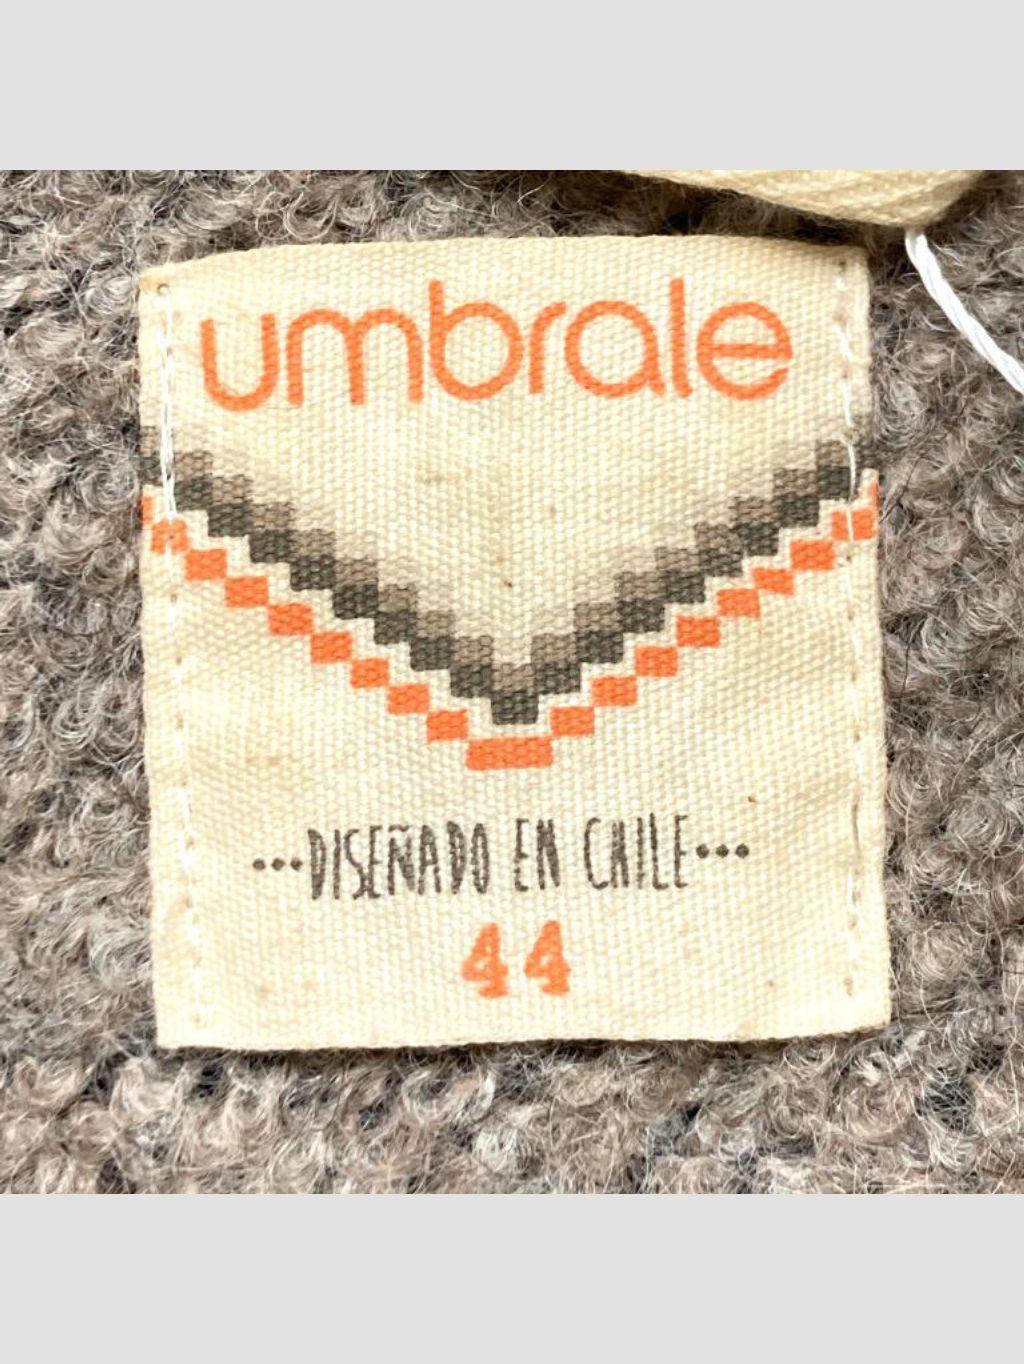 umbrale
•••DISEÑADO EN CHILE•••
44